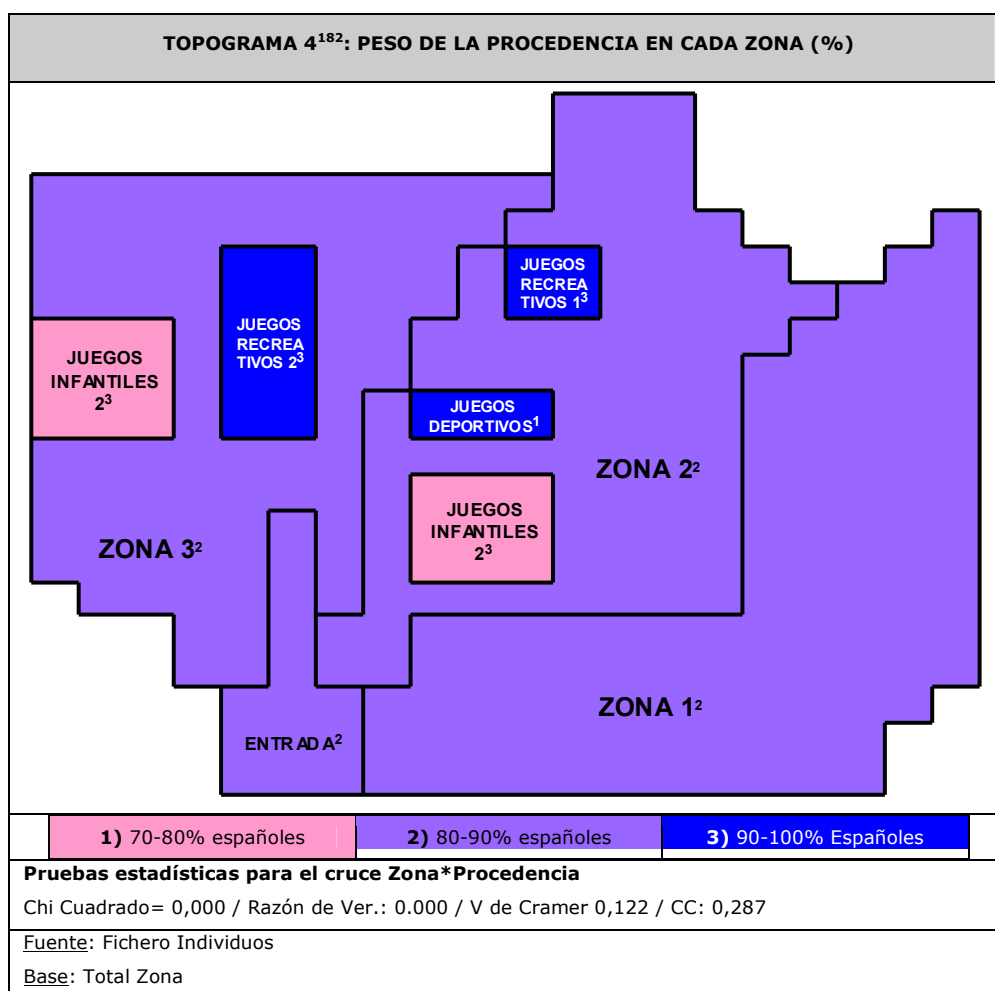 TOPOGRAMA 4182: PESO DE LA PROCEDENCIA EN CADA ZONA (%)
JUEGOS
RECREA
TIVOS 13
JUEGOS
RECREA
TIVOS 23
JUEGOS
INFANTILES
23
JUEGOS
DEPORTIVOS1
ZONA 22
JUEGOS
INFANTILES
23
ZONA 32
ZONA 12
ENTRADA2
1) 70-80% españoles
2) 80-90% españoles
3) 90-100% Españoles
Pruebas estadísticas para el cruce Zona*Procedencia
Chi Cuadrado= 0,000 / Razón de Ver.: 0.000 / V de Cramer 0,122 / CC: 0,287
Fuente: Fichero Individuos
Base: Total Zona